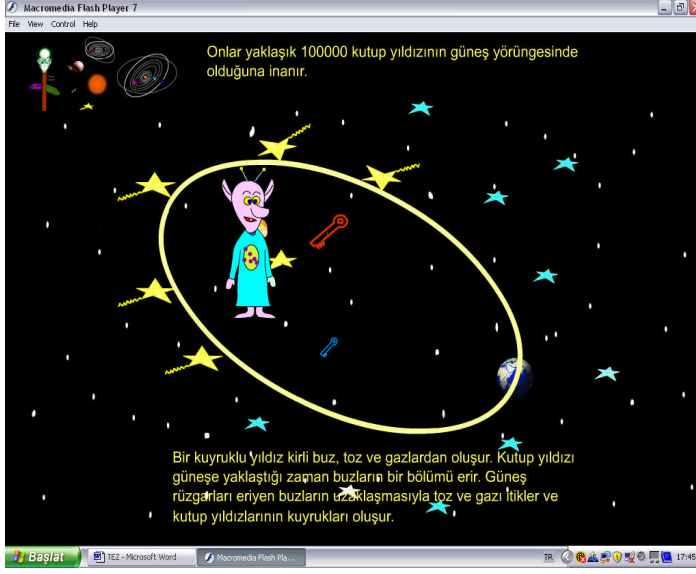 Macromedia Flash Player 7
File View Control Help
Onlar yaklaşık 100000 kutup yıldızının güneş yörüngesinde
olduğuna inanır.
Bir kuyruklu yıldız kirli buz, toz ve gazlardan oluşur. Kutup yıldızı
güneşe yaklaştığı zaman buzların bir bölümü erir. Güneş
rüzgarları eriyen buzların uzaklaşmasıyla toz ve gazı itikler ve
kutup yıldızlarının kuyrukları oluşur.
Başlat TEZ - Microsoft Word Macromedia Flash Pla... TR 17:45